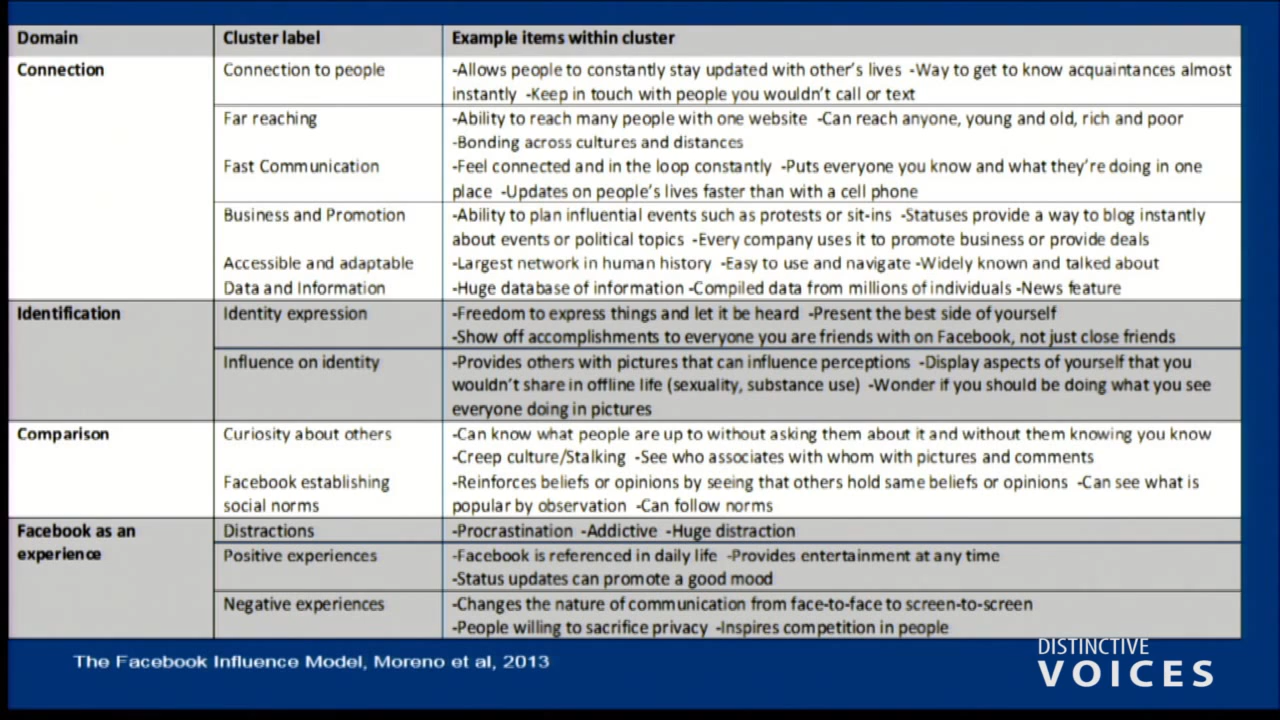 Domain Cluster label Example items within cluster
Connection Connection to people -Allows people to constantly stay updated with other's lives -Way to get to know acquaintances almost
instantly -Keep in touch with people you wouldn't call or text
Far reaching -Ability to reach many people with one website -Can reach anyone, young and old, rich and poor
-Bonding across cultures and distances
Fast Communication -Feel connected and in the loop constantly -Puts everyone you know and what they're doing in one
place -Updates on people's lives faster than with a cell phone
Business and Promotion -Ability to plan influential events such as protests or sit-ins -Statuses provide a way to blog instantly
about events or political topics -Every company uses it to promote business or provide deals
Accessible and adaptable -Largest network in human history -Easy to use and navigate -Widely known and talked about
Data and Information -Huge database of information -Compiled data from millions of individuals -News feature
Identification Identity expression -Freedom to express things and let it be heard -Present the best side of yourself
-Show off accomplishments to everyone you are friends with on Facebook, not just close friends
Influence on identity -Provides others with pictures that can influence perceptions -Display aspects of yourself that you
wouldn't share in offline life (sexuality, substance use) -Wonder if you should be doing what you see
everyone doing in pictures
Comparison Curiosity about others -Can know what people are up to without asking them about it and without them knowing you know
-Creep culture/Stalking -See who associates with whom with pictures and comments
Facebook establishing -Reinforces beliefs or opinions by seeing that others hold same beliefs or opinions -Can see what is
social norms popular by observation -Can follow norms
Facebook as an Distractions -Procrastination -Addictive -Huge distraction
experience Positive experiences -Facebook is referenced in daily life -Provides entertainment at any time
-Status updates can promote a good mood
Negative experiences -Changes the nature of communication from face-to-face to screen-to-screen
-People willing to sacrifice privacy -Inspires competition in people
The Facebook Influence Model, Moreno et al, 2013
DISTINCTIVE
VOICES